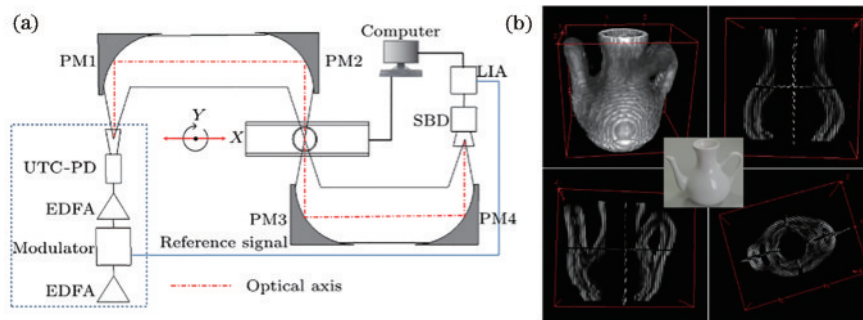 (a)
(b)
Computer
PM1
PM2
LIA
Y
X
SBD
UTC-PD
EDFA
PM3
PM4
Modulator
Reference signal
EDFA
Optical axis